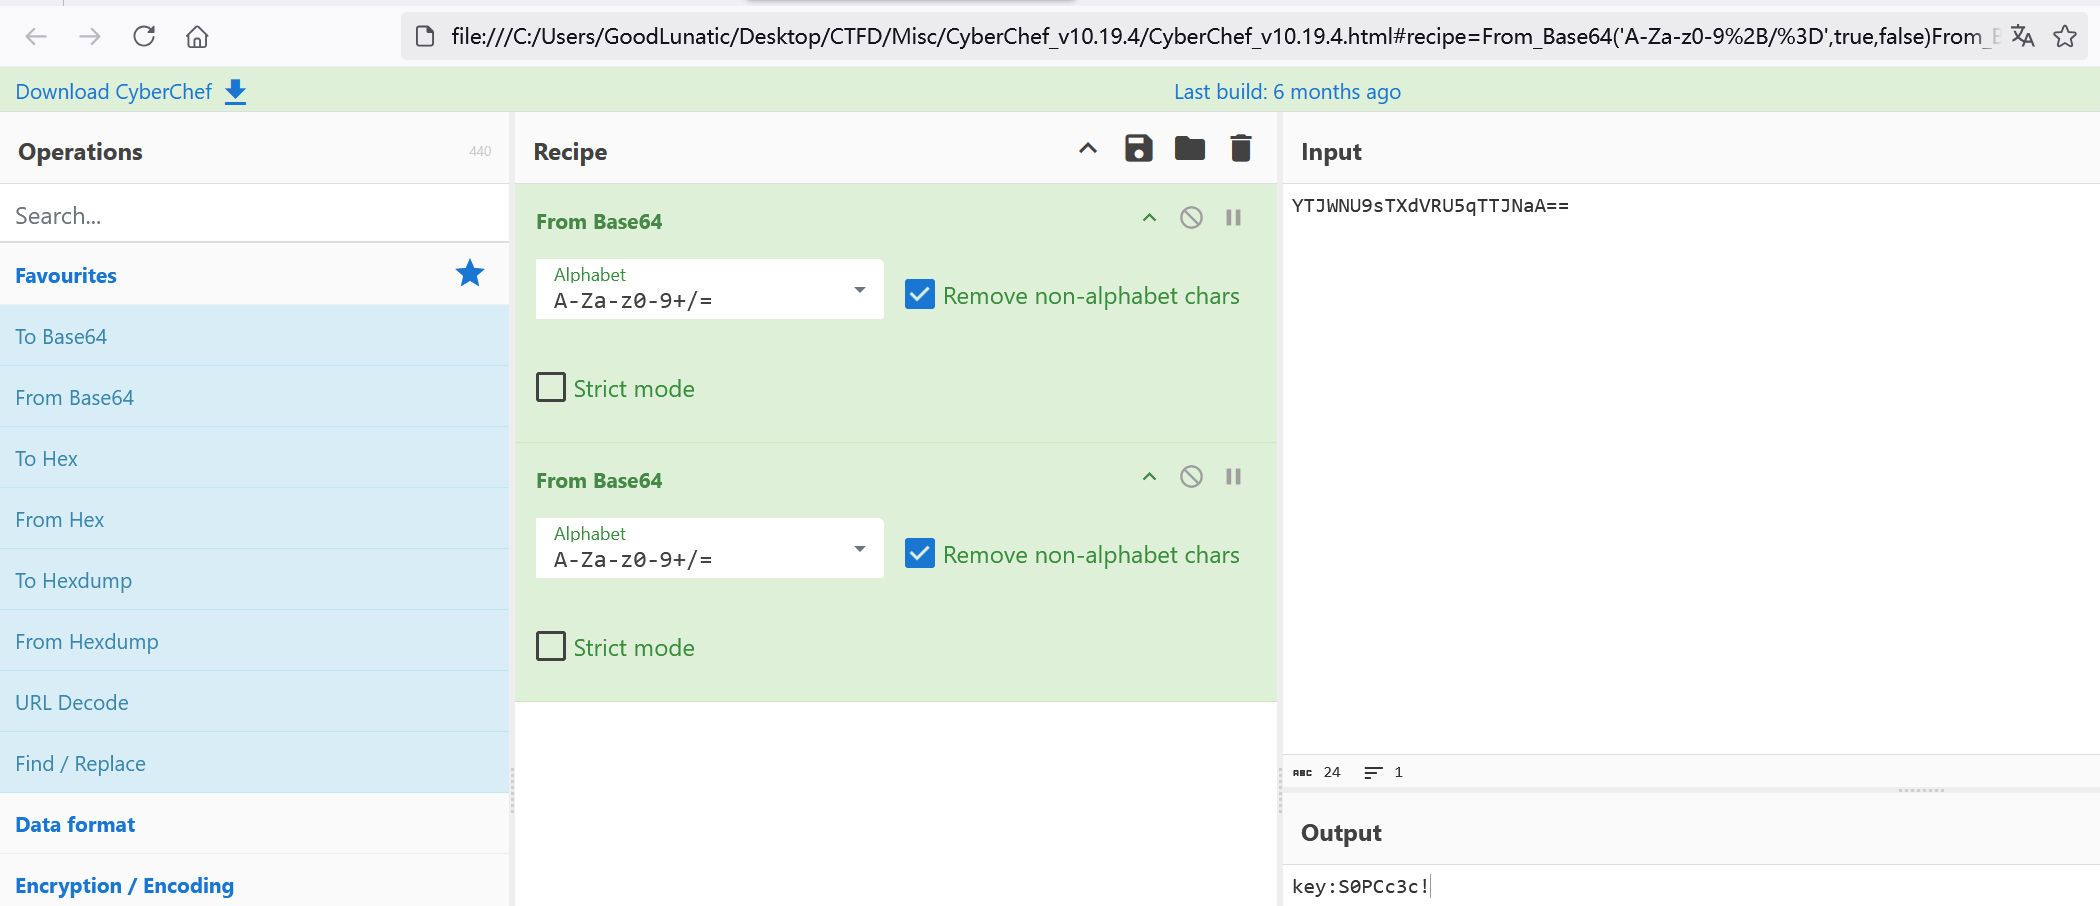 file:///C:/Users/GoodLunatic/Desktop/CTFD/Misc/CyberChef_v10.19.4/CyberChef_v10.19.4.html#recipe=From_Base64('A-Za-z0-9%2B/%3D',true,false)From_
Download CyberChef
Last build: 6 months ago
Operations
440
Search...
Favourites
To Base64
From Base64
To Hex
From Hex
To Hexdump
From Hexdump
URL Decode
Find / Replace
Data format
Encryption / Encoding
Recipe
From Base64
Alphabet
A-Za-z0-9+/=
Remove non-alphabet chars
Strict mode
From Base64
Alphabet
A-Za-z0-9+/=
Remove non-alphabet chars
Strict mode
Input
YTJWNU9sTXdVRU5qTTJNaA==
ABC 24 1
Output
key:S0PCc3c!